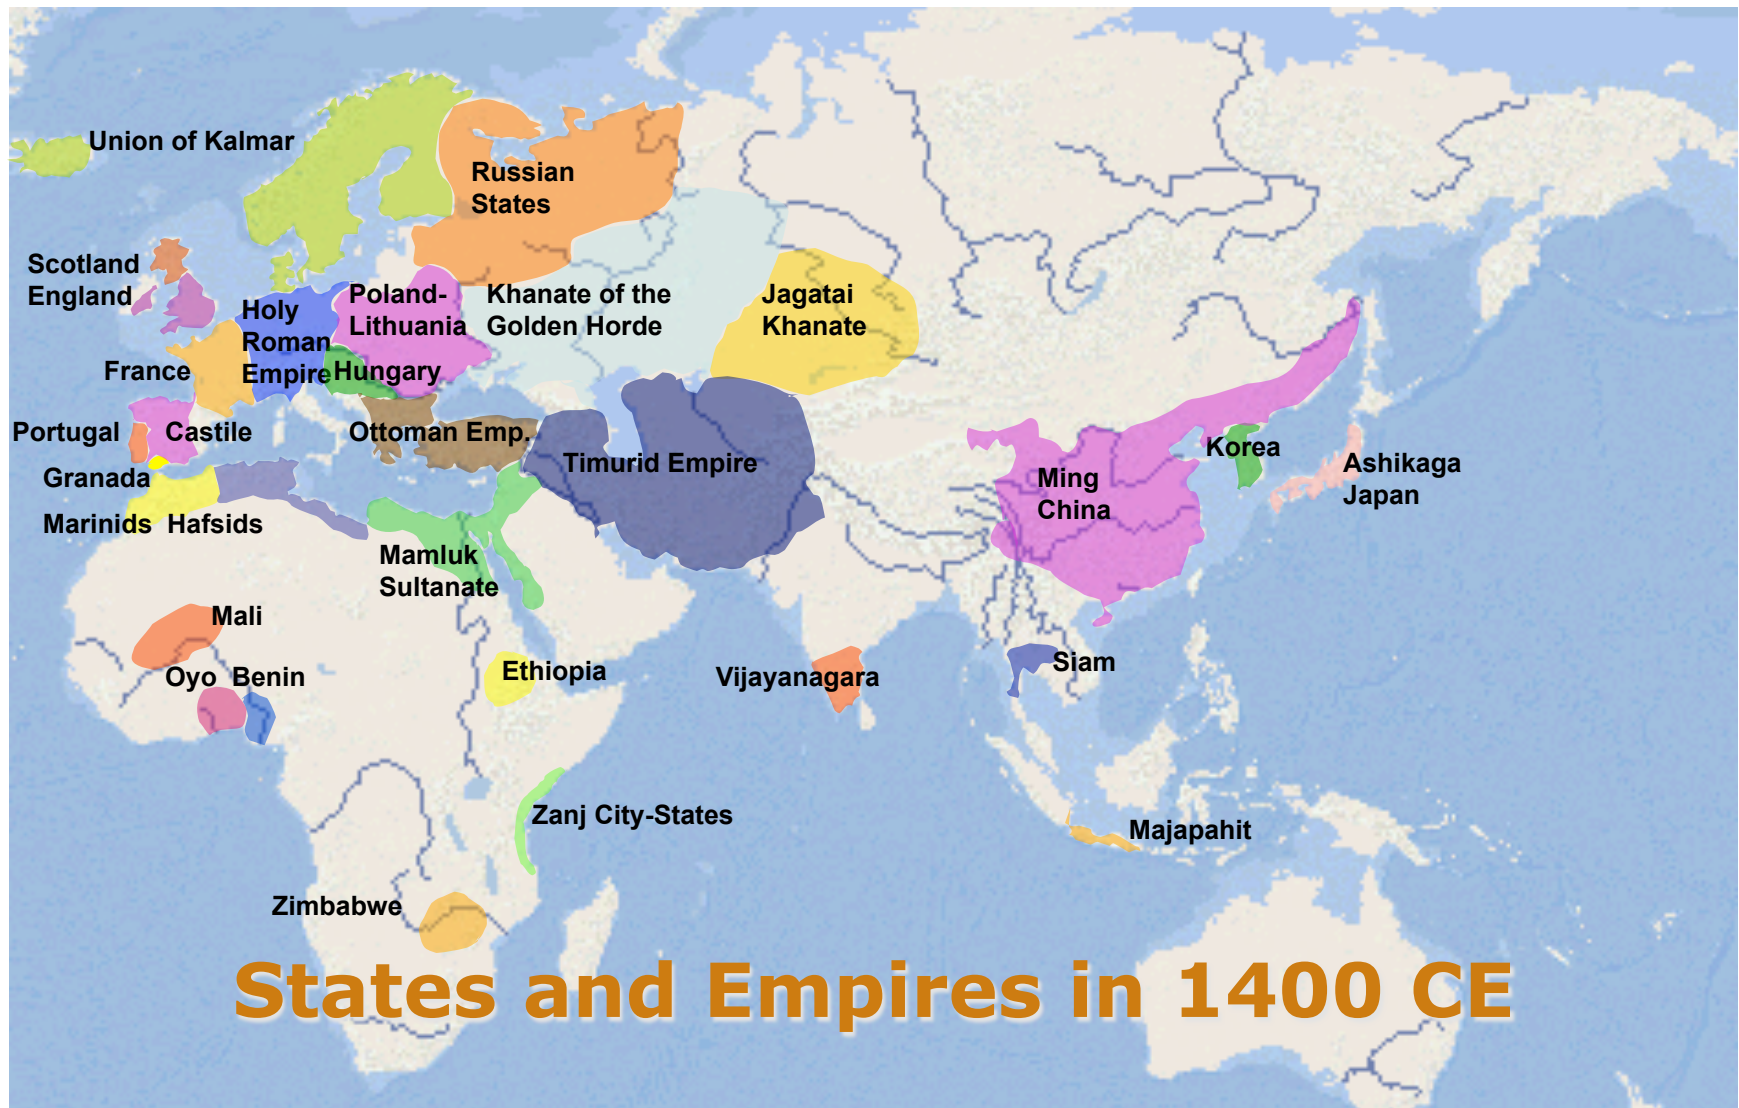 Union of Kalmar
Russian
States
Scotland
England
Holy
Roman
Empire
Poland-
Lithuania
Khanate of the
Golden Horde
Jagatai
Khanate
France
Hungary
Portugal
Castile
Ottoman Emp.
Timurid Empire
Korea
Ashikaga
Japan
Ming
China
Granada
Marinids
Hafsids
Mamluk
Sultanate
Mali
Oyo
Benin
Ethiopia
Vijayanagara
Siam
Zanj City-States
Majapahit
Zimbabwe
States and Empires in 1400 CE